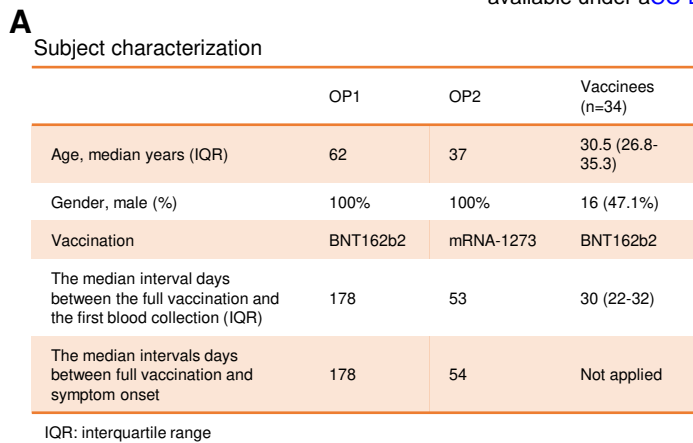 available under a
A
Subject characterization
OP1 OP2 Vaccinees
(n=34)
Age, median years (IQR) 62 37 30.5 (26.8-
35.3)
Gender, male (%) 100% 100% 16 (47.1%)
Vaccination BNT162b2 mRNA-1273 BNT162b2
The median interval days
between the full vaccination and 178 53 30 (22-32)
the first blood collection (IQR)
The median intervals days
between full vaccination and 178 54 Not applied
symptom onset
IQR: interquartile range